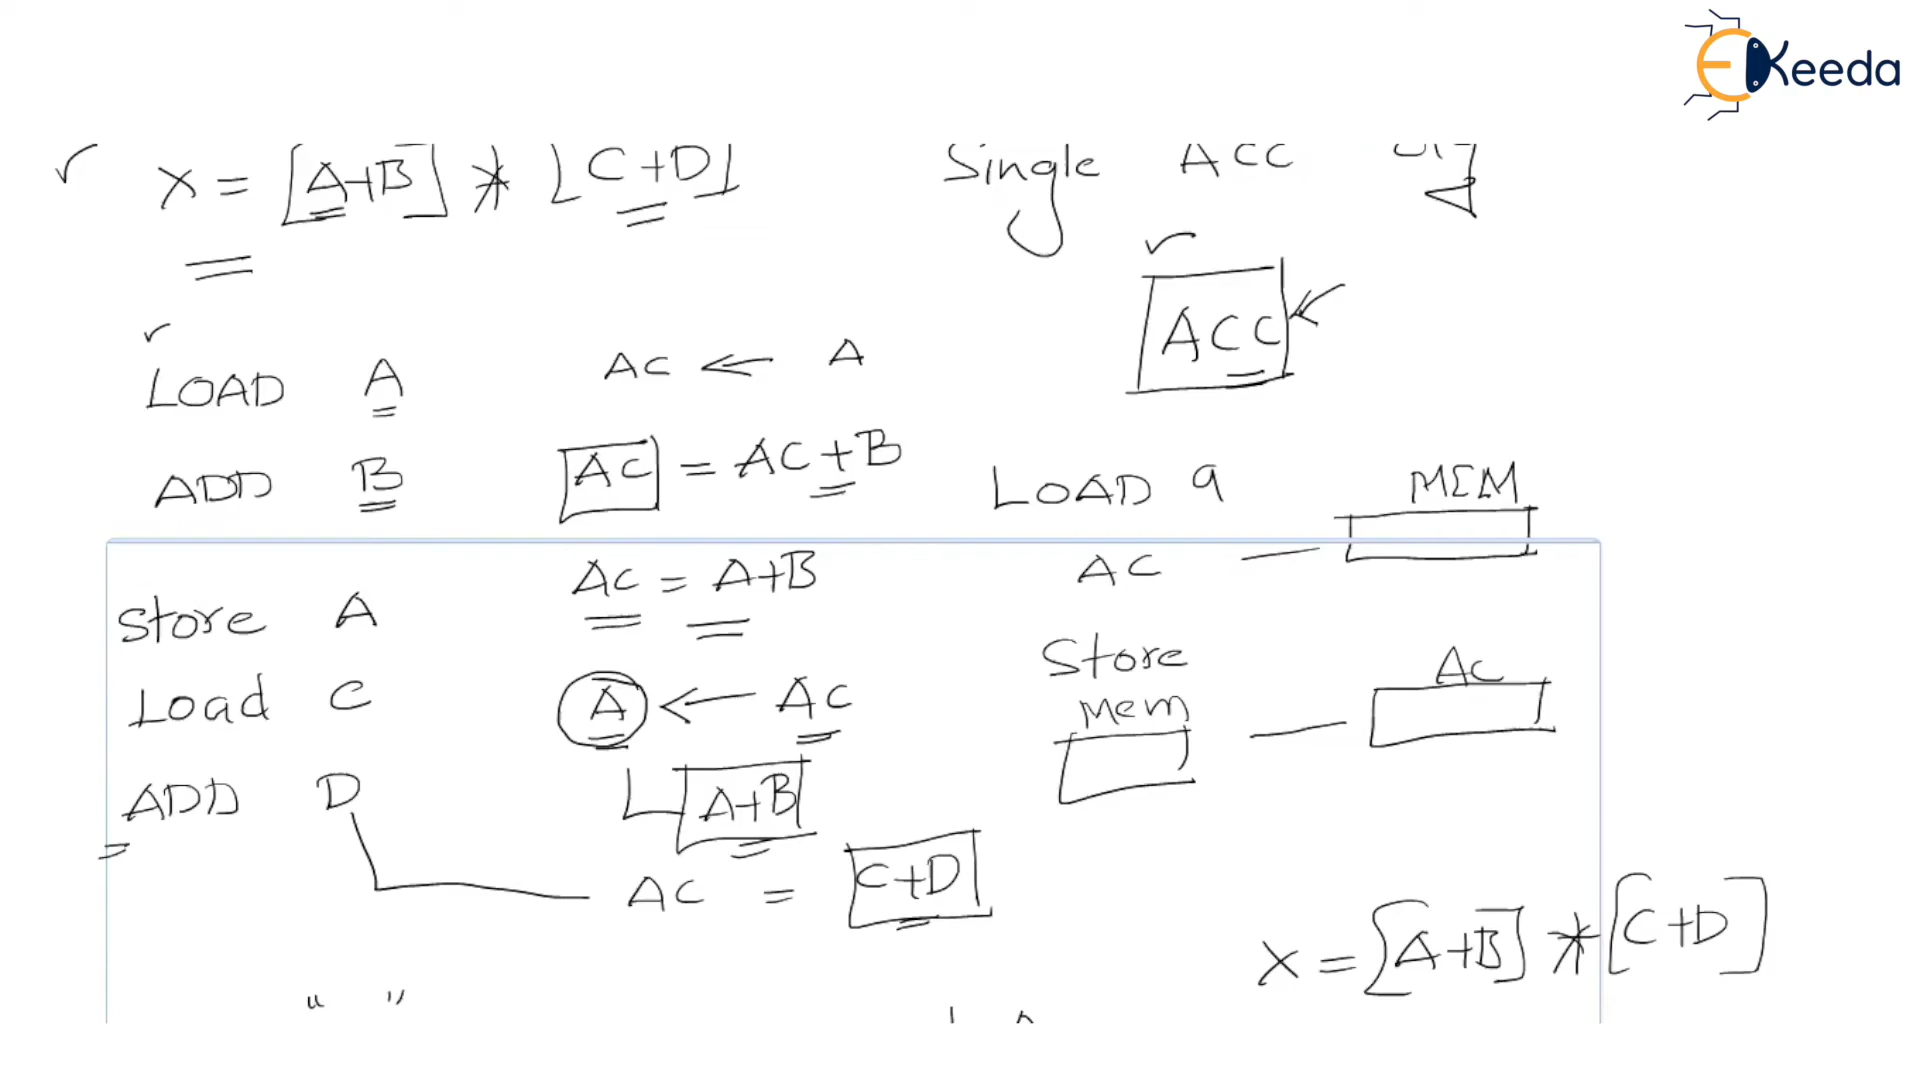 EKeeda
X = [A+B] * [C+D]
Single ACC
ACC
LOAD A AC ← A
ADD B AC = AC+B
LOAD a MEM
AC
Store A AC = A+B
Store
Mem AC
Load C A ← AC
ADD D A+B
AC = C+D
X = [A+B] * [C+D]
" "